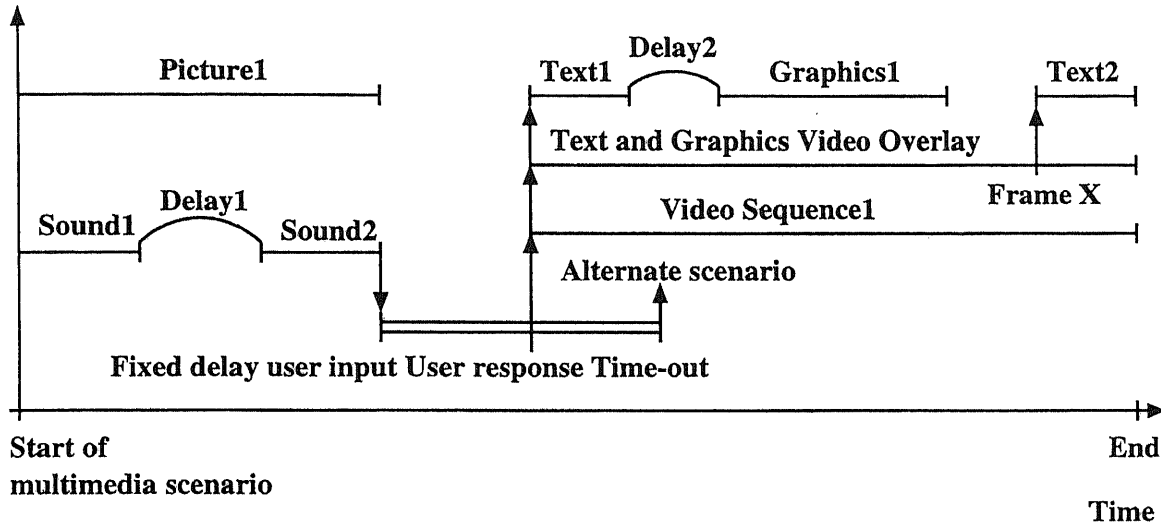 Delay2
Picture1
Text1
Graphics1
Text2
Text and Graphics Video Overlay
Delay1
Frame X
Sound1
Sound2
Video Sequence1
Alternate scenario
Fixed delay user input User response Time-out
Start of
multimedia scenario
End
Time